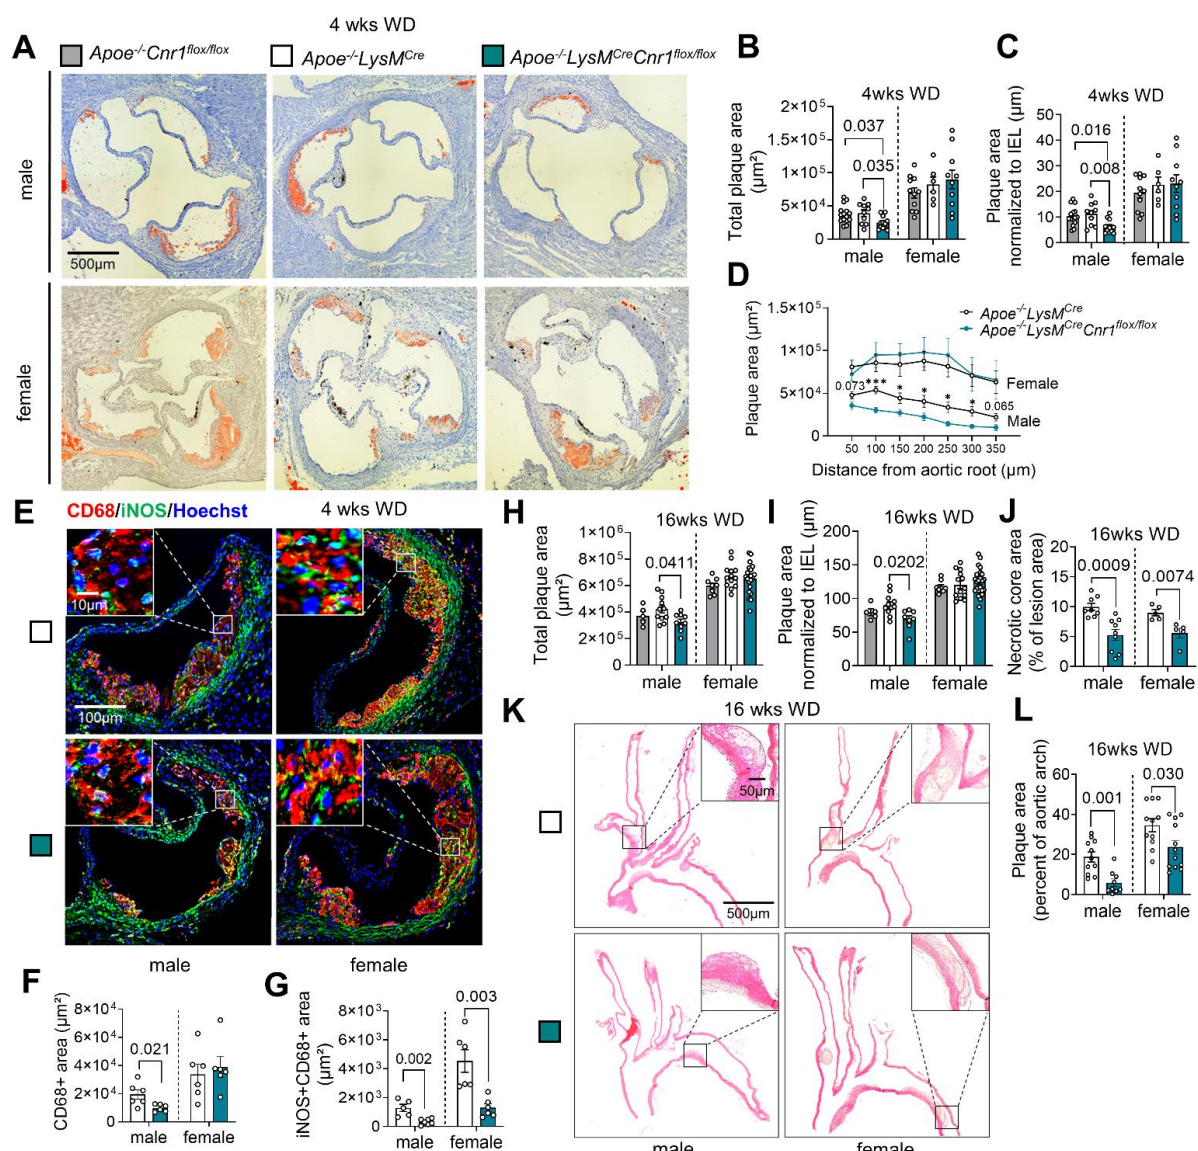 4 wks WD
A
Apoe-/-Cnr1flox/flox
Apoe-/-LysMCre
Apoe-/-LysMCreCnr1flox/flox
male
500µm
female
B
4wks WD
Total plaque area
(µm²)
2×10⁵
2×10⁵
1×10⁵
5×10⁴
0
0.037
0.035
male
female
C
4wks WD
Plaque area
normalized to IEL (µm)
50
40
30
20
10
0
0.016
0.008
male
female
D
Plaque area (µm²)
1.5×10⁵
1×10⁵
5×10⁴
0
Apoe-/-LysMCre
Apoe-/-LysMCreCnr1flox/flox
0.073
***
*
*
*
*
0.065
Female
Male
50 100 150 200 250 300 350
Distance from aortic root (µm)
E
CD68/iNOS/Hoechst
4 wks WD
10µm
100µm
male
female
F
CD68+ area (µm²)
8×10⁴
6×10⁴
4×10⁴
2×10⁴
0
0.021
male
female
G
iNOS+CD68+ area
(µm²)
8×10³
6×10³
4×10³
2×10³
0
0.002
0.003
male
female
H
16wks WD
Total plaque area
(µm²)
1×10⁶
8×10⁵
6×10⁵
4×10⁵
2×10⁵
0
0.0411
male
female
I
16wks WD
Plaque area
normalized to IEL (µm)
200
150
100
50
0
0.0202
male
female
J
16wks WD
Necrotic core area
(% of lesion area)
20
15
10
5
0
0.0009
0.0074
male
female
K
16 wks WD
50µm
500µm
male
female
L
16wks WD
Plaque area
(percent of aortic arch)
60
40
20
0
0.001
0.030
male
female